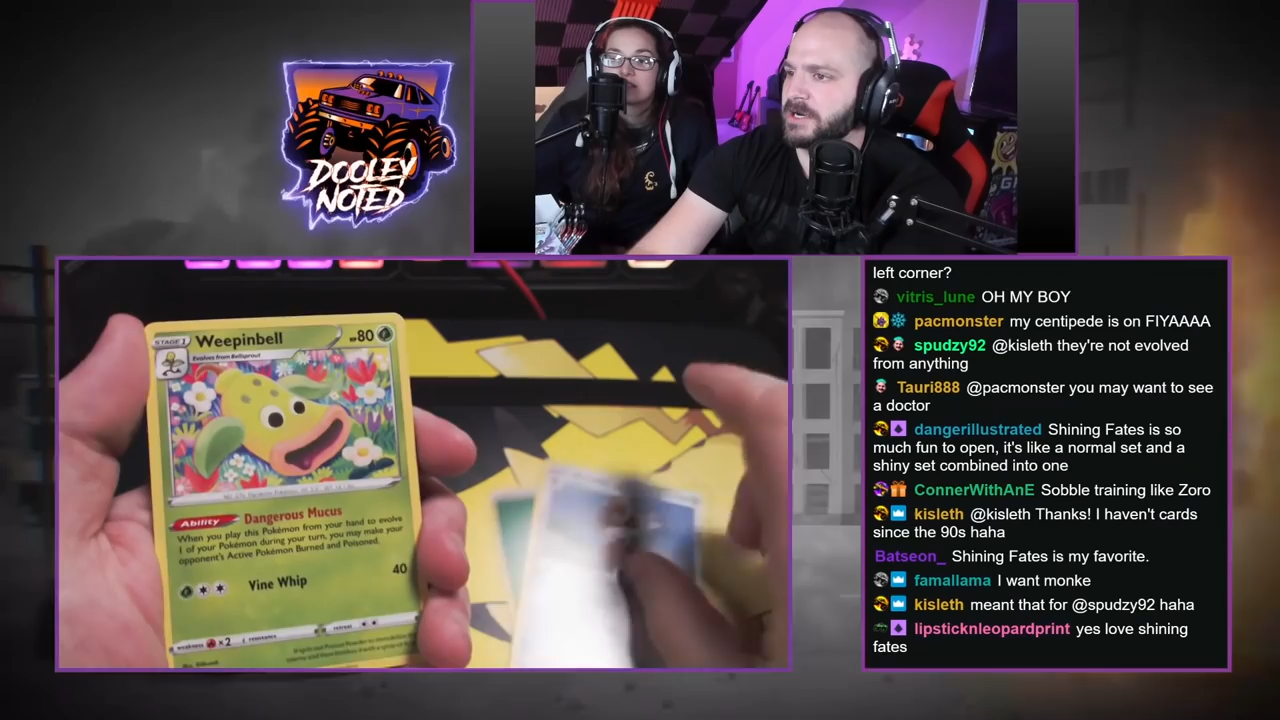 DOOLEY
NOTED
STAGE 1
Weepinbell
HP 80
Evolves from Bellsprout
Ability Dangerous Mucus
When you play this Pokémon from your hand to evolve
1 of your Pokémon during your turn, you may make your
opponent's Active Pokémon Burned and Poisoned.
Vine Whip 40
weakness ×2 resistance retreat
left corner?
vitris_lune OH MY BOY
pacmonster my centipede is on FIYAAAA
spudzy92 @kisleth they're not evolved
from anything
Tauri888 @pacmonster you may want to see
a doctor
dangerillustrated Shining Fates is so
much fun to open, it's like a normal set and a
shiny set combined into one
ConnerWithAnE Sobble training like Zoro
kisleth @kisleth Thanks! I haven't cards
since the 90s haha
Batseon_ Shining Fates is my favorite.
famallama I want monke
kisleth meant that for @spudzy92 haha
lipsticknleopardprint yes love shining
fates